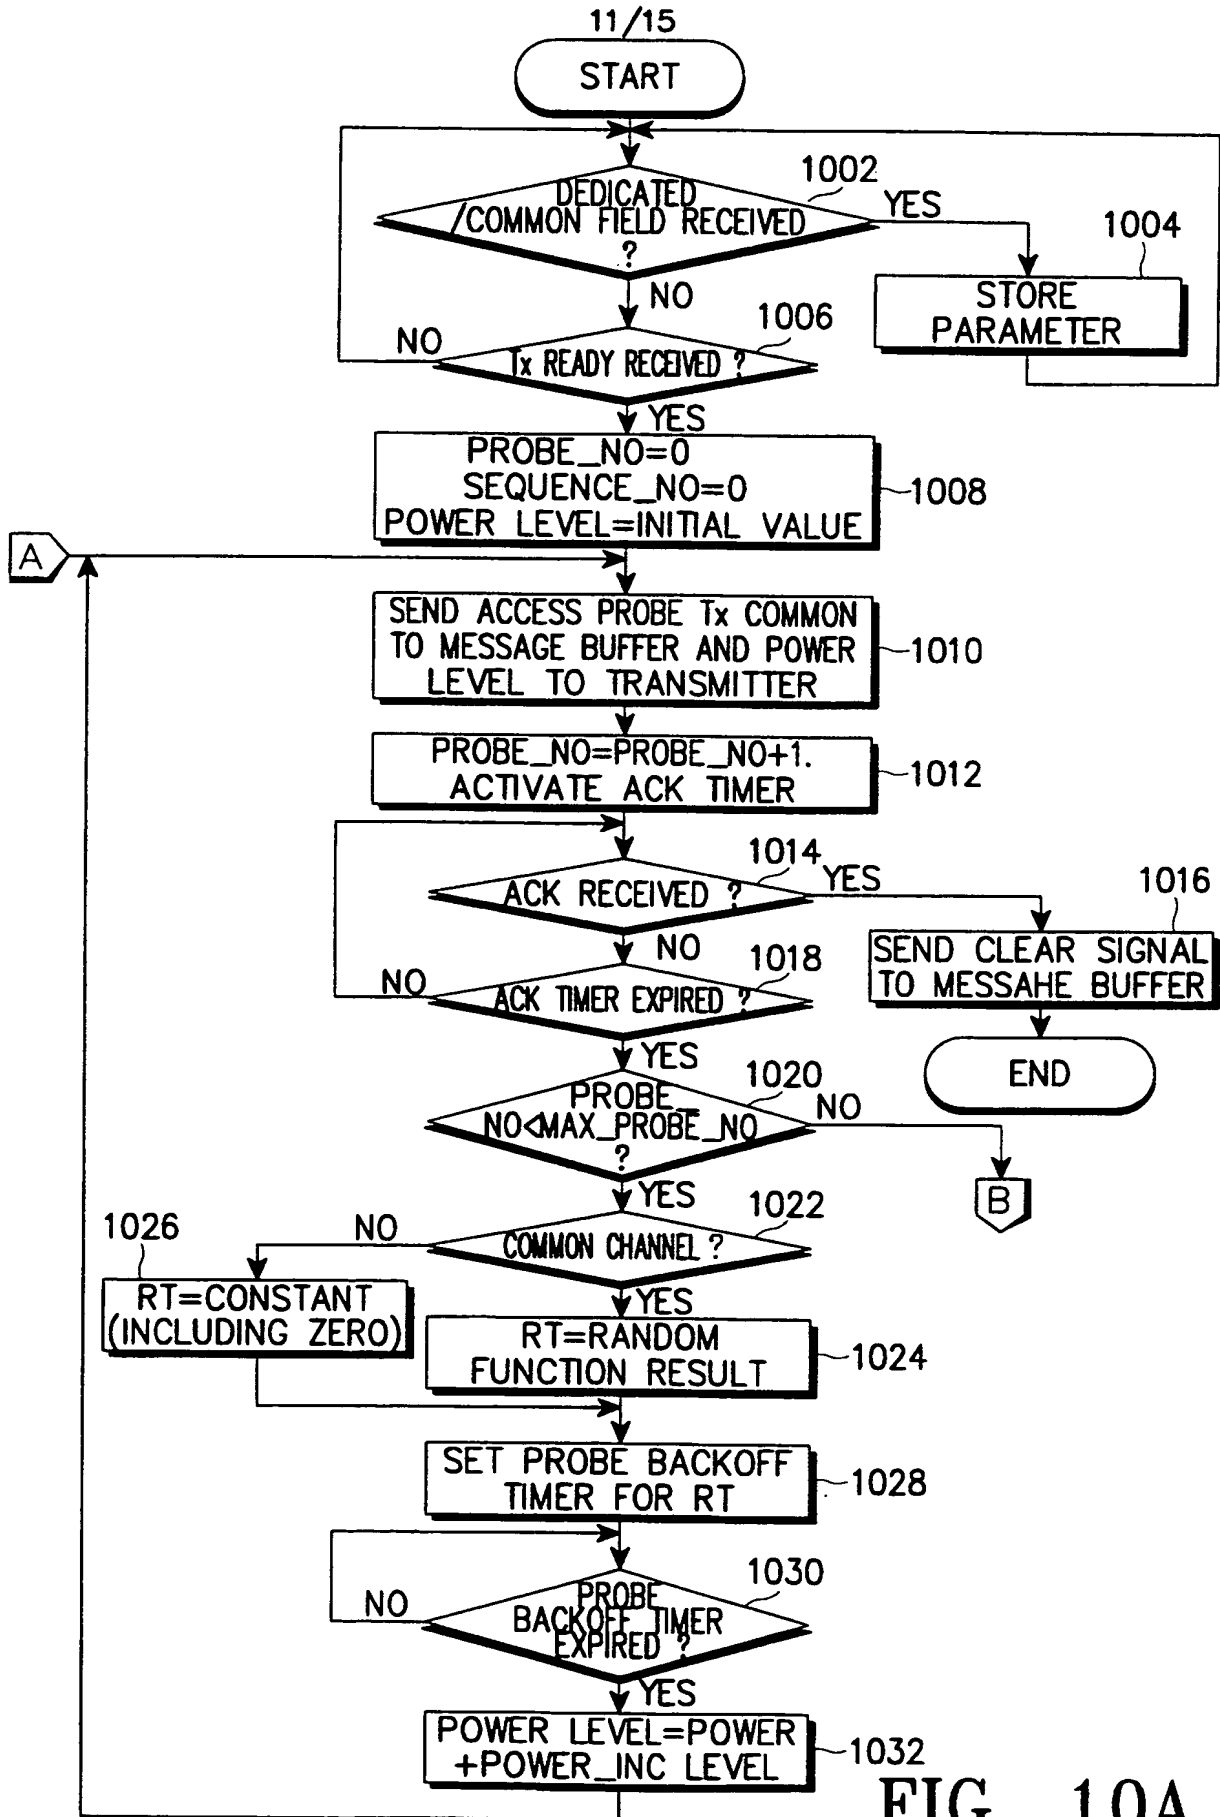 11/15
START
DEDICATED
/COMMON FIELD RECEIVED
?
1002
YES
1004
STORE
PARAMETER
NO
1006
NO
Tx READY RECEIVED ?
YES
PROBE_NO=0
SEQUENCE_NO=0
POWER LEVEL=INITIAL VALUE
1008
A
SEND ACCESS PROBE Tx COMMON
TO MESSAGE BUFFER AND POWER
LEVEL TO TRANSMITTER
1010
PROBE_NO=PROBE_NO+1.
ACTIVATE ACK TIMER
1012
1014
ACK RECEIVED ?
YES
1016
SEND CLEAR SIGNAL
TO MESSAHE BUFFER
END
NO
1018
NO
ACK TIMER EXPIRED ?
YES
1020
PROBE_
NO<MAX_PROBE_NO
?
NO
B
YES
1022
COMMON CHANNEL ?
NO
1026
RT=CONSTANT
(INCLUDING ZERO)
YES
RT=RANDOM
FUNCTION RESULT
1024
SET PROBE BACKOFF
TIMER FOR RT
1028
1030
PROBE
BACKOFF TIMER
EXPIRED ?
NO
YES
POWER LEVEL=POWER
+POWER_INC LEVEL
1032
FIG. 10A